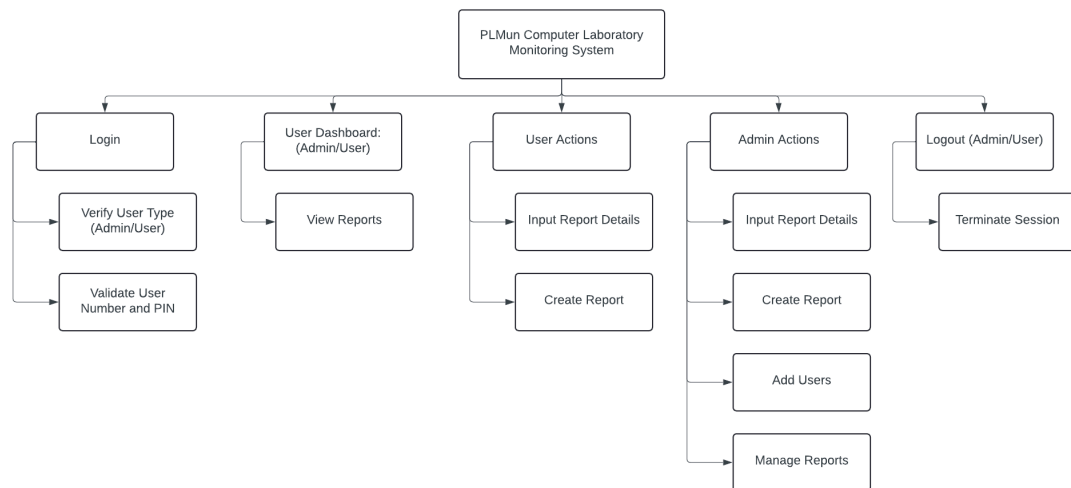 PLMun Computer Laboratory
Monitoring System
Login
User Dashboard:
(Admin/User)
User Actions
Admin Actions
Logout (Admin/User)
Verify User Type
(Admin/User)
View Reports
Input Report Details
Input Report Details
Terminate Session
Validate User
Number and PIN
Create Report
Create Report
Add Users
Manage Reports